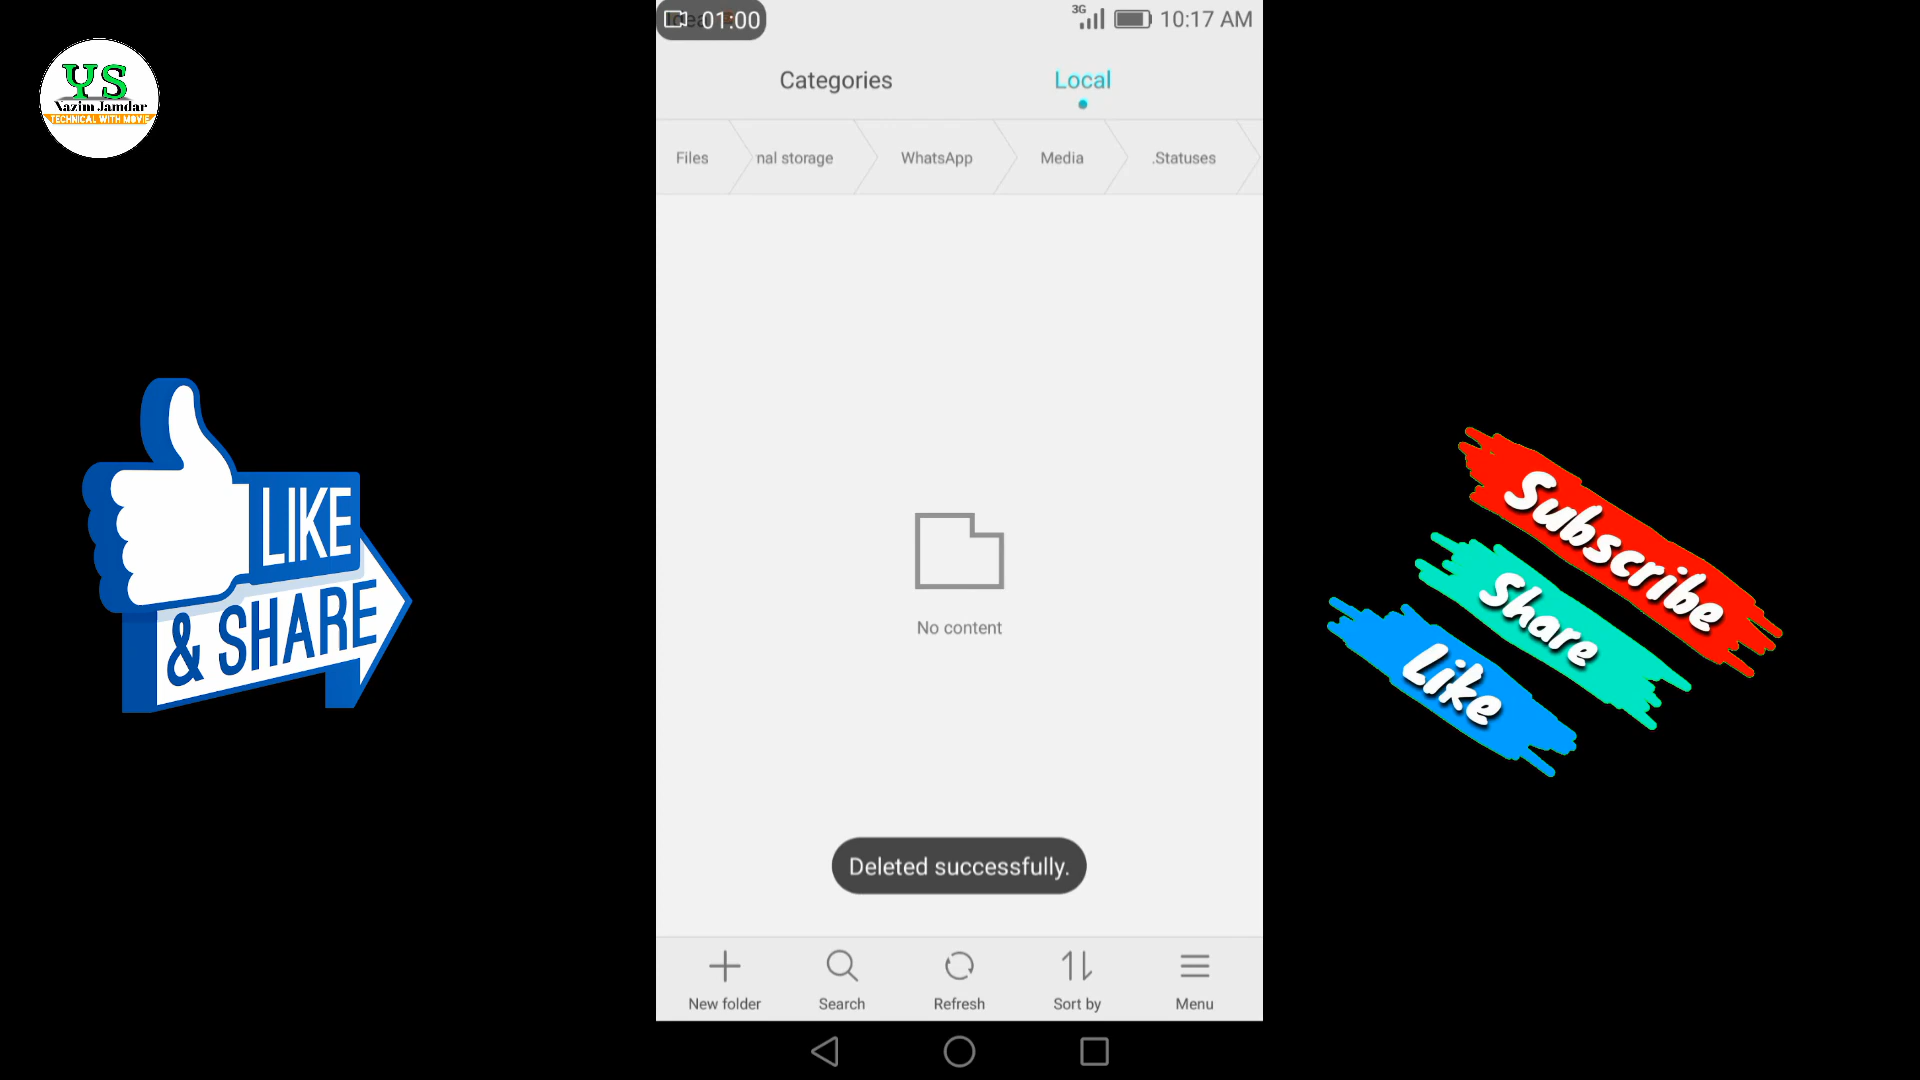 01:00
3G
10:17 AM
YS
Nazim Jamdar
TECHNICAL WITH MOVIE
Categories
Local
Files
nal storage
WhatsApp
Media
.Statuses
LIKE
& SHARE
No content
Subscribe
Share
Like
Deleted successfully.
New folder
Search
Refresh
Sort by
Menu